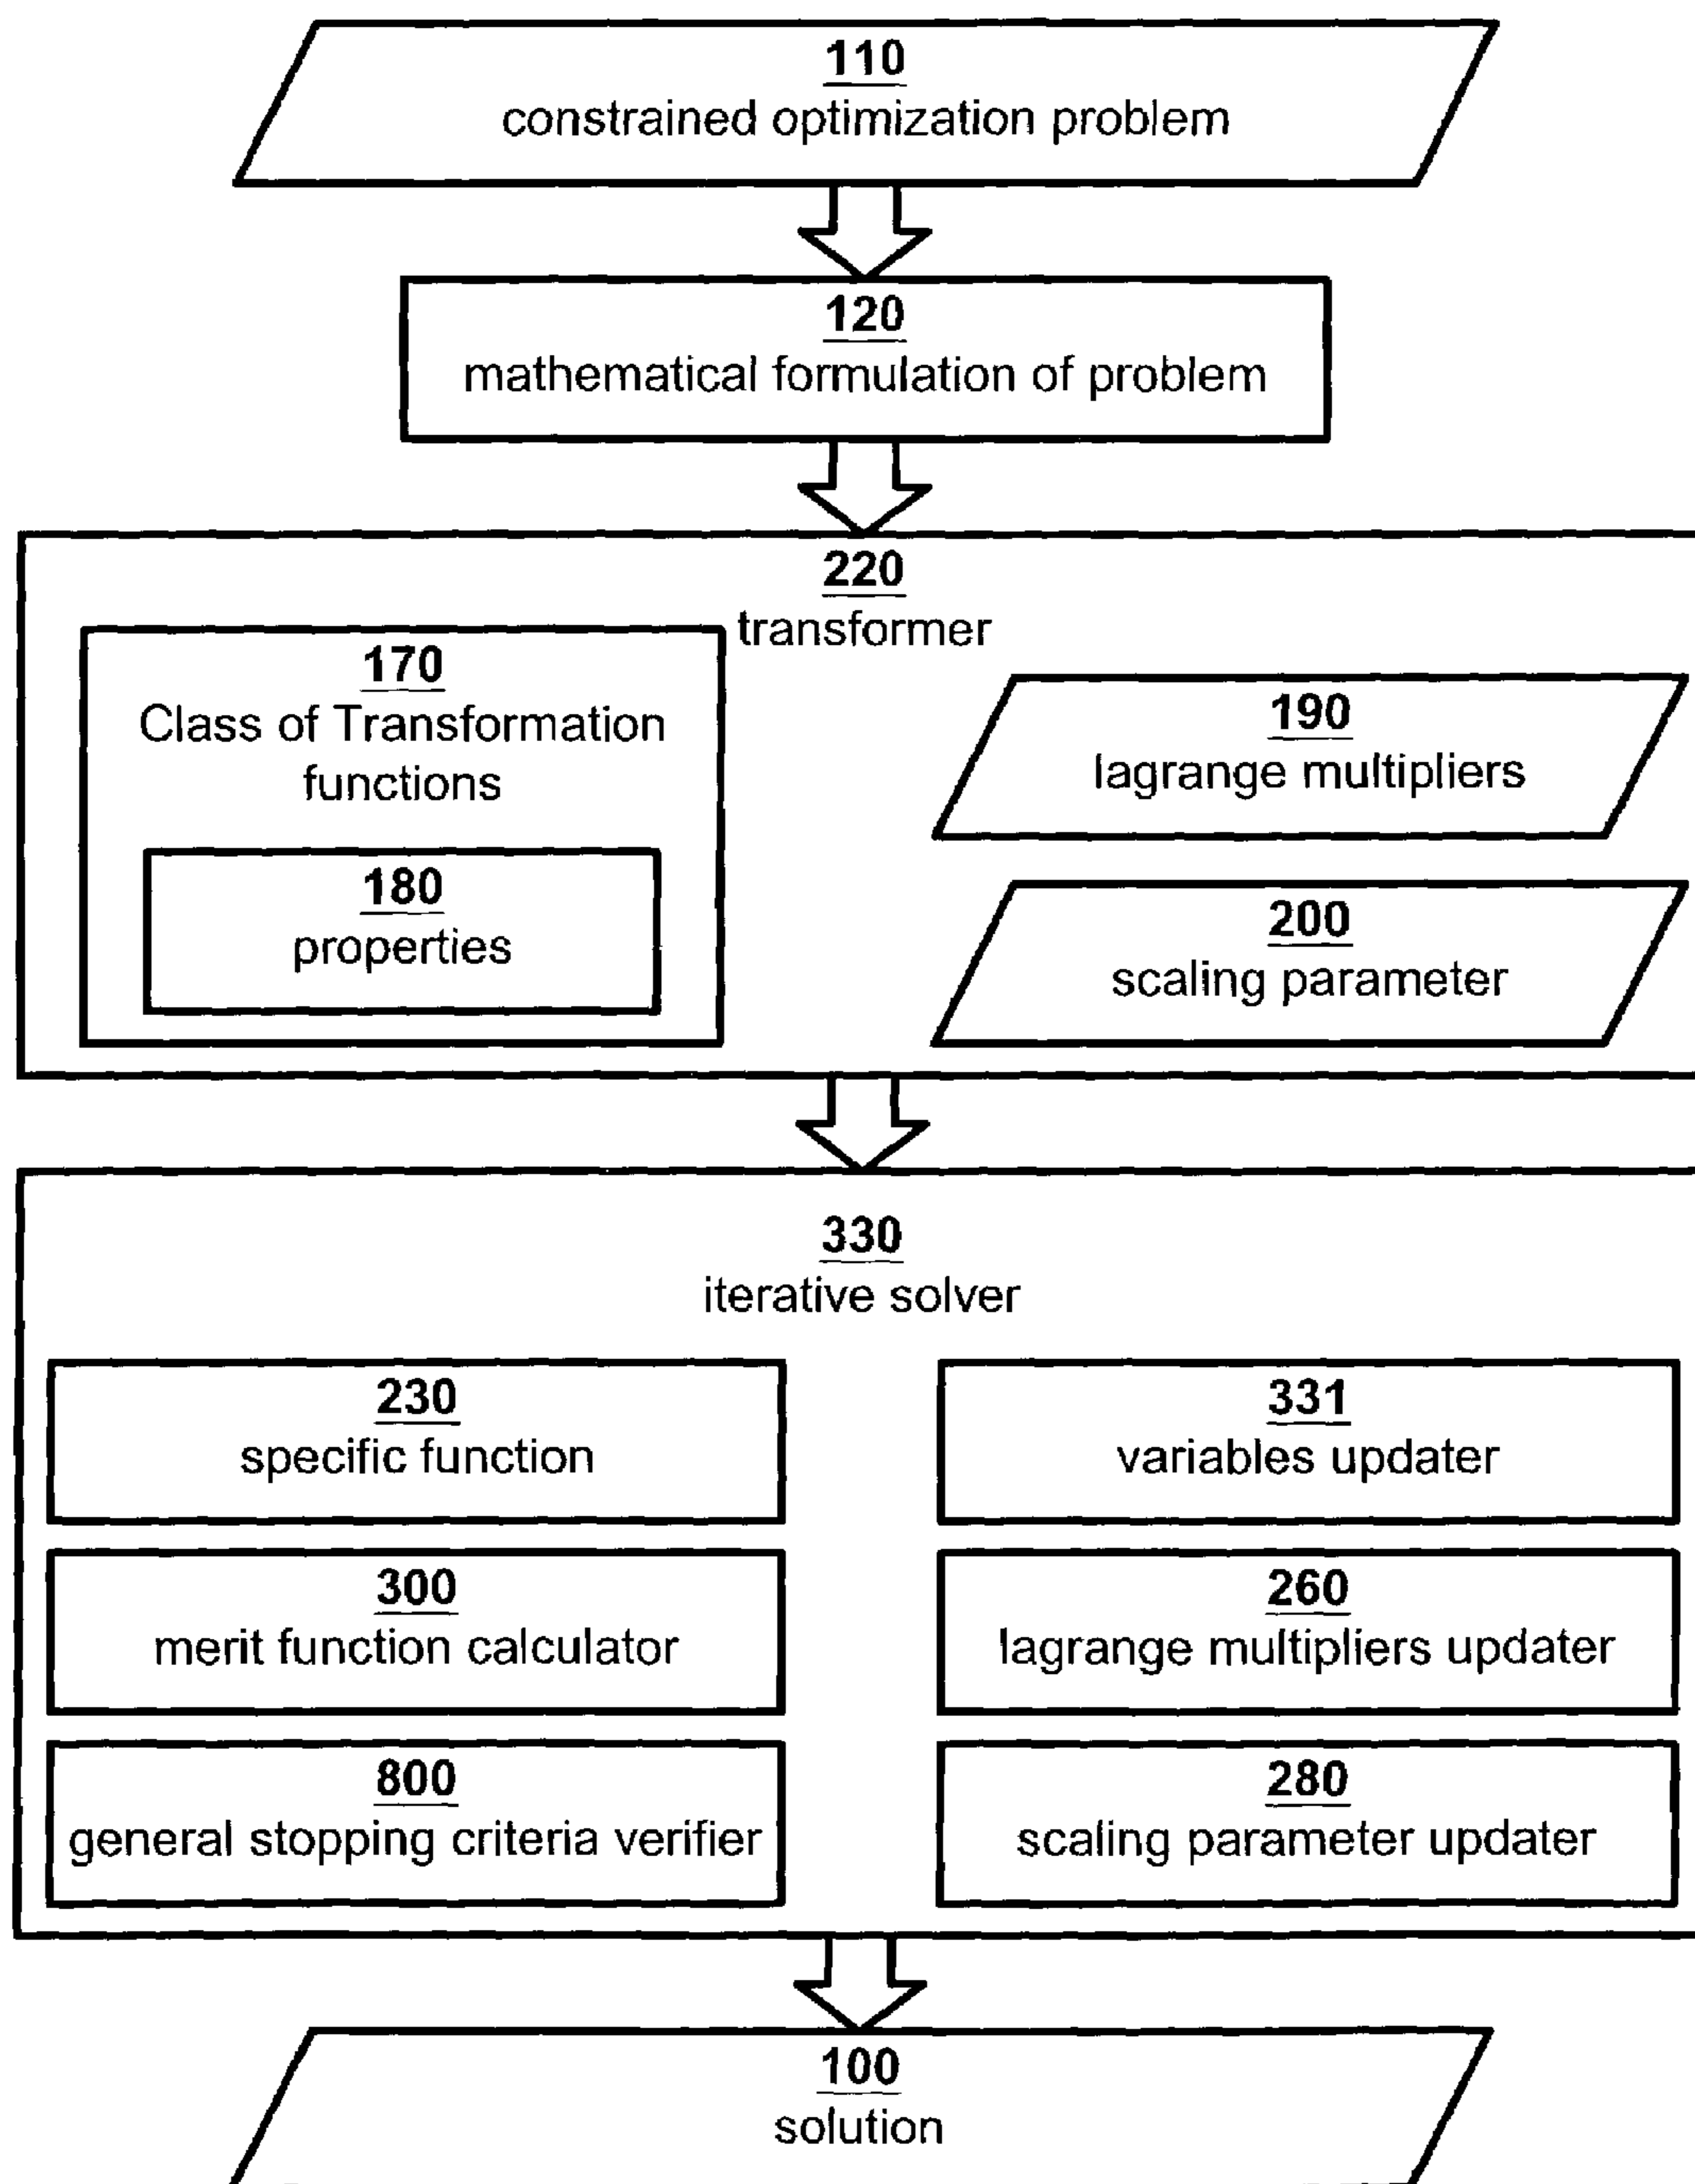 110
constrained optimization problem
120
mathematical formulation of problem
220
transformer
170
Class of Transformation
functions
180
properties
190
lagrange multipliers
200
scaling parameter
330
iterative solver
230
specific function
331
variables updater
300
merit function calculator
260
lagrange multipliers updater
800
general stopping criteria verifier
280
scaling parameter updater
100
solution